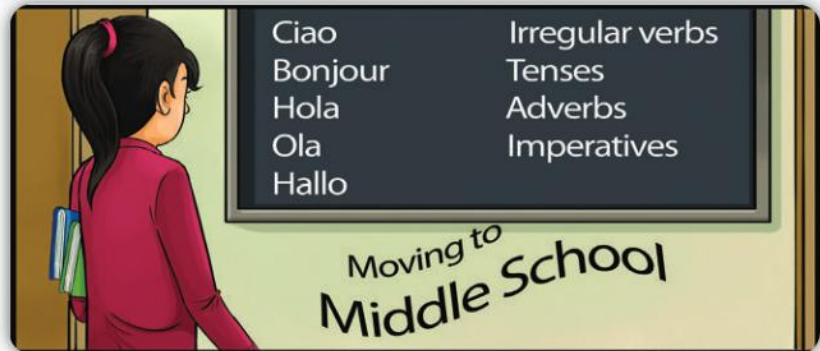 Ciao
Bonjour
Hola
Ola
Hallo
Irregular verbs
Tenses
Adverbs
Imperatives
Moving to
Middle School